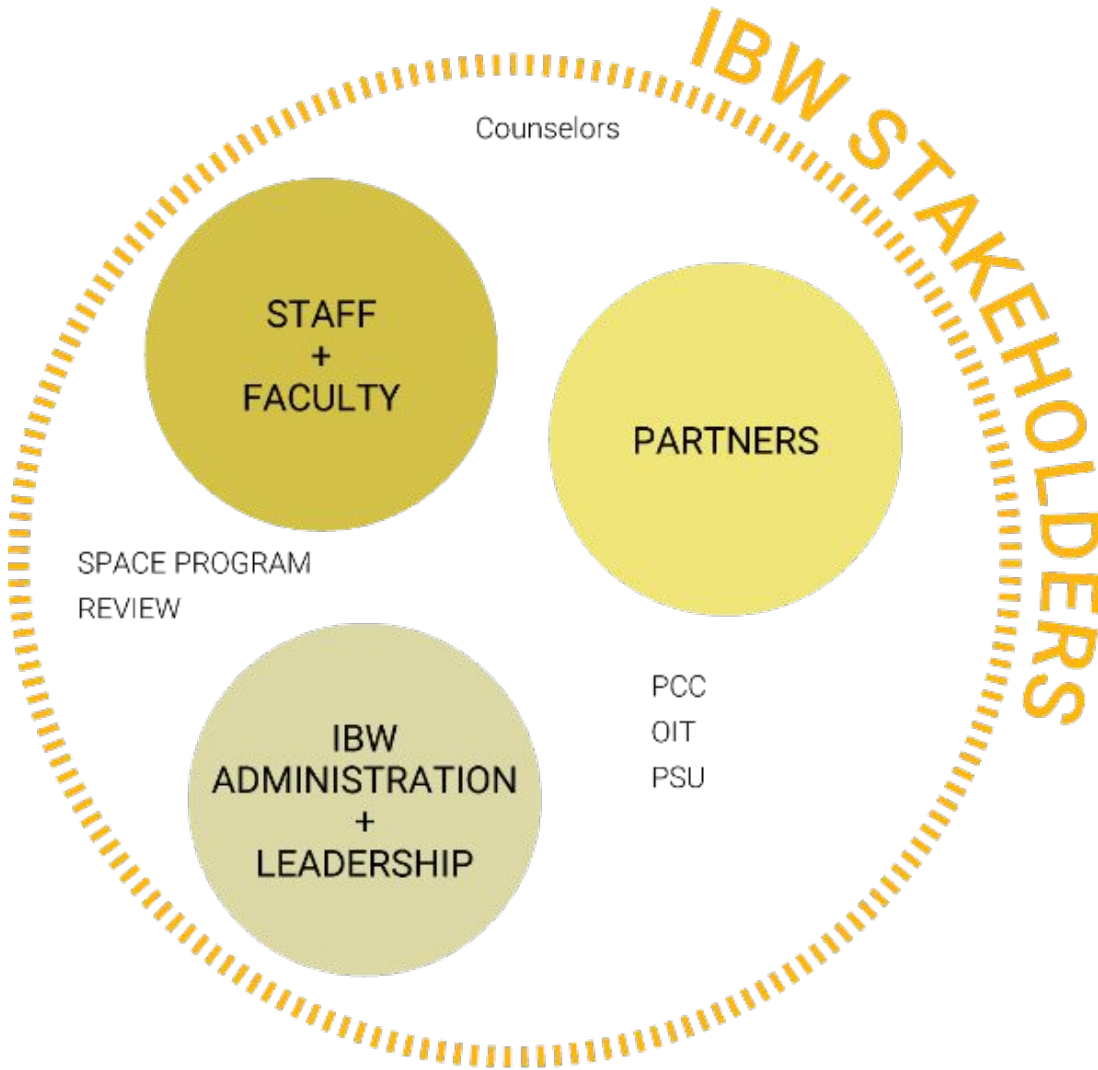 IBW STAKEHOLDERS
Counselors
STAFF
+
FACULTY
PARTNERS
SPACE PROGRAM
REVIEW
PCC
OIT
PSU
IBW
ADMINISTRATION
+
LEADERSHIP